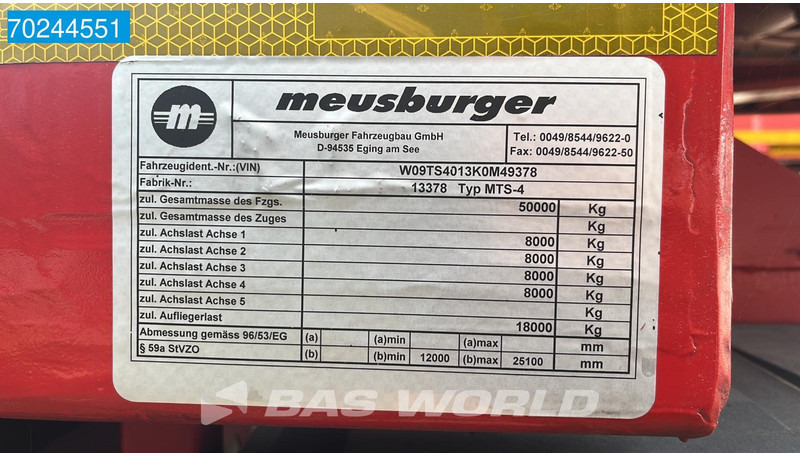 70244551
m
meusburger
Meusburger Fahrzeugbau GmbH
D-94535 Eging am See
Tel.: 0049/8544/9622-0
Fax: 0049/8544/9622-50
Fahrzeugident.-Nr.:(VIN) W09TS4013K0M49378
Fabrik-Nr.: 13378 Typ MTS-4
zul. Gesamtmasse des Fzgs. 50000 Kg
zul. Gesamtmasse des Zuges Kg
zul. Achslast Achse 1 8000 Kg
zul. Achslast Achse 2 8000 Kg
zul. Achslast Achse 3 8000 Kg
zul. Achslast Achse 4 8000 Kg
zul. Achslast Achse 5 Kg
zul. Aufliegerlast 18000 Kg
Abmessung gemäss 96/53/EG (a) (a)min (a)max mm
§ 59a StVZO (b) (b)min 12000 (b)max 25100 mm
BAS WORLD